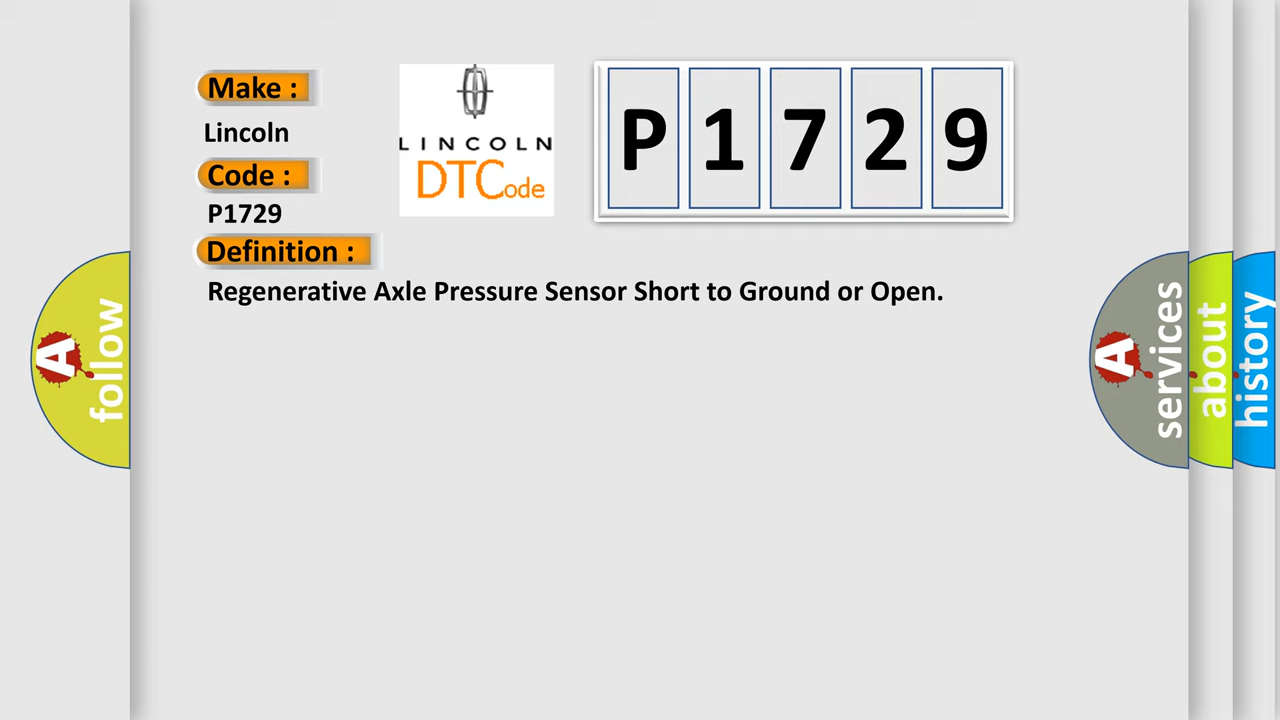 Make :
Lincoln
Code :
P1729
Definition :
Regenerative Axle Pressure Sensor Short to Ground or Open.
LINCOLN
DTCode
P 1 7 2 9
A follow
A services
about
history